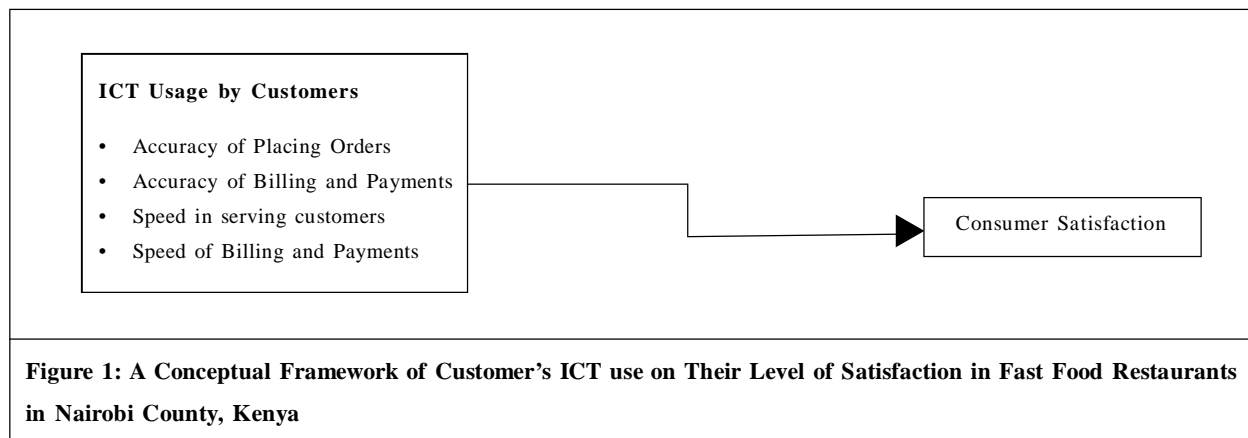 ICT Usage by Customers
• Accuracy of Placing Orders
• Accuracy of Billing and Payments
• Speed in serving customers
• Speed of Billing and Payments
Consumer Satisfaction
Figure 1: A Conceptual Framework of Customer’s ICT use on Their Level of Satisfaction in Fast Food Restaurants
in Nairobi County, Kenya